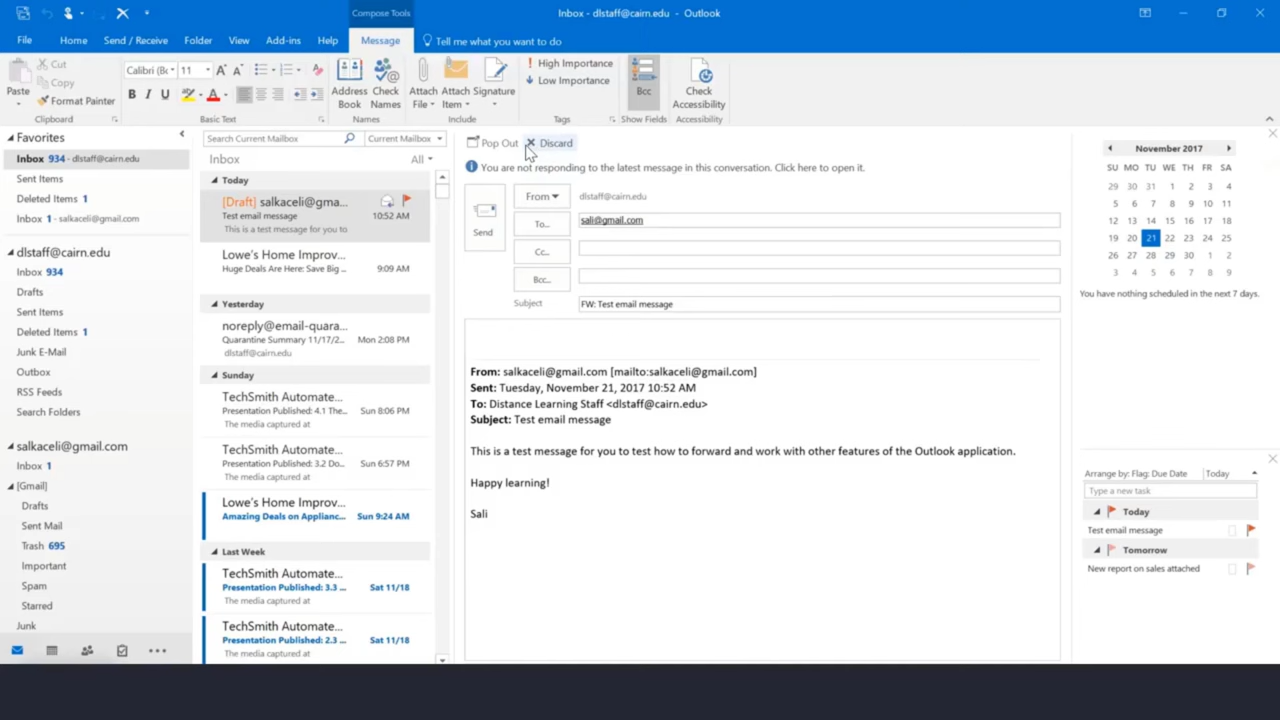 Compose Tools
Inbox - dlstaff@cairn.edu - Outlook
File Home Send / Receive Folder View Add-ins Help Message Tell me what you want to do
Paste
Cut
Copy
Format Painter
Clipboard
Calibri (Bc 11
B I U
Basic Text
Address Book
Check Names
Names
Attach File
Attach Item
Signature
Include
High Importance
Low Importance
Tags
Bcc
Show Fields
Check Accessibility
Accessibility
Favorites
Inbox 934 - dlstaff@cairn.edu
Sent Items
Deleted Items 1
Inbox 1 - salkaceli@gmail.com
dlstaff@cairn.edu
Inbox 934
Drafts
Sent Items
Deleted Items 1
Junk E-Mail
Outbox
RSS Feeds
Search Folders
salkaceli@gmail.com
Inbox 1
[Gmail]
Drafts
Sent Mail
Trash 695
Important
Spam
Starred
Junk
Search Current Mailbox Current Mailbox
Inbox All
Today
[Draft] salkaceli@gma...
Test email message 10:52 AM
This is a test message for you to
Lowe's Home Improv...
Huge Deals Are Here: Save Big ... 9:09 AM
Yesterday
noreply@email-quara...
Quarantine Summary 11/17/2... Mon 2:08 PM
dlstaff@cairn.edu
Sunday
TechSmith Automate...
Presentation Published: 4.1 The... Sun 8:06 PM
The media captured at
TechSmith Automate...
Presentation Published: 3.2 Do... Sun 6:57 PM
The media captured at
Lowe's Home Improv...
Amazing Deals on Applianc... Sun 9:24 AM
Last Week
TechSmith Automate...
Presentation Published: 3.3 ... Sat 11/18
The media captured at
TechSmith Automate...
Presentation Published: 2.3 ... Sat 11/18
The media captured at
Pop Out Discard
You are not responding to the latest message in this conversation. Click here to open it.
Send
From dlstaff@cairn.edu
To... sali@gmail.com
Cc...
Bcc...
Subject FW: Test email message
From: salkaceli@gmail.com [mailto:salkaceli@gmail.com]
Sent: Tuesday, November 21, 2017 10:52 AM
To: Distance Learning Staff <dlstaff@cairn.edu>
Subject: Test email message
This is a test message for you to test how to forward and work with other features of the Outlook application.
Happy learning!
Sali
November 2017
SU MO TU WE TH FR SA
29 30 31 1 2 3 4
5 6 7 8 9 10 11
12 13 14 15 16 17 18
19 20 21 22 23 24 25
26 27 28 29 30 1 2
3 4 5 6 7 8 9
You have nothing scheduled in the next 7 days.
Arrange by: Flag: Due Date Today
Type a new task
Today
Test email message
Tomorrow
New report on sales attached